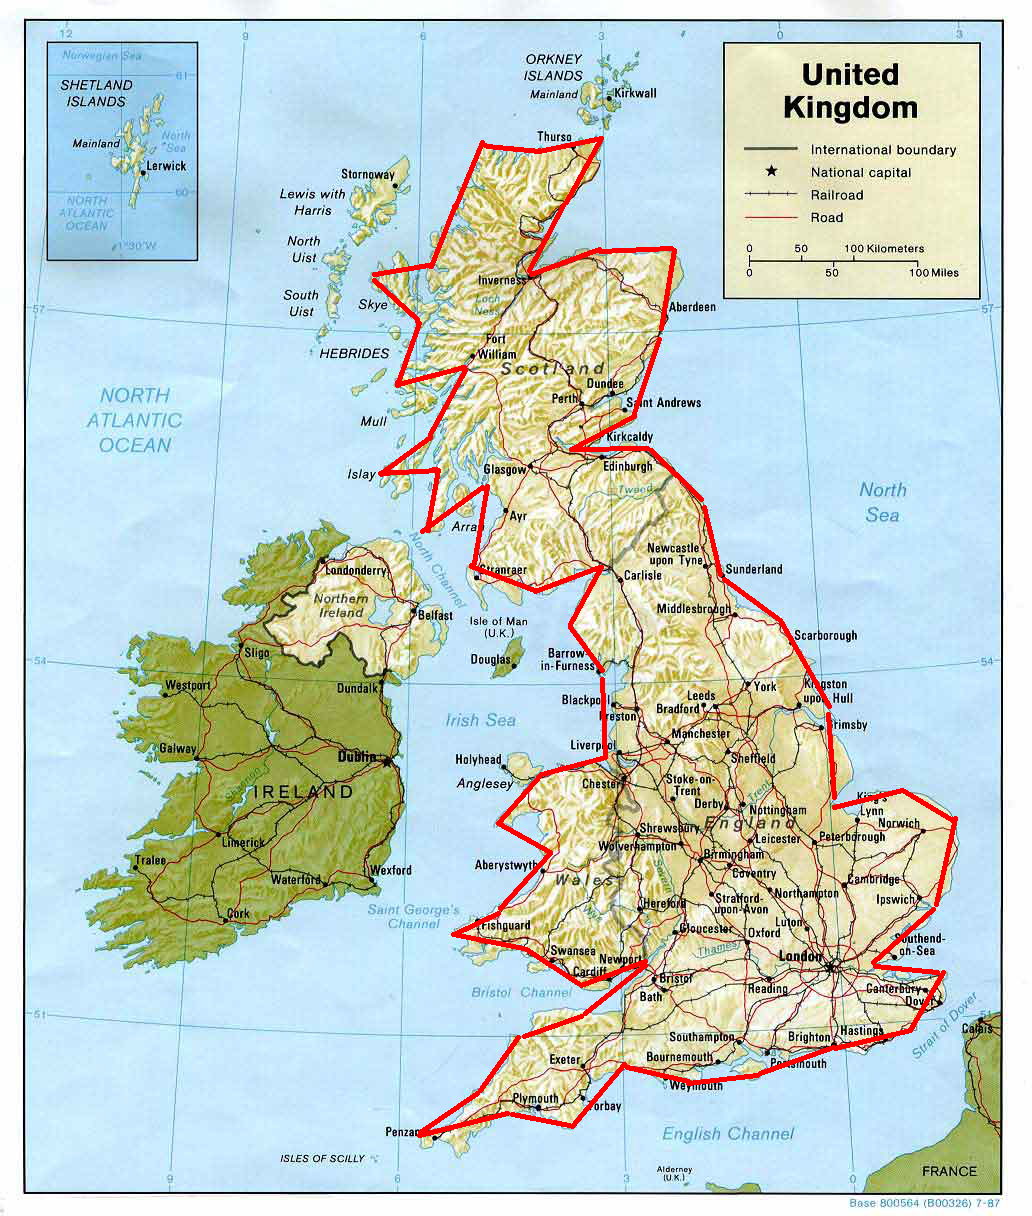 12
9
6
3
0
3
Norwegian Sea
61
SHETLAND
ISLANDS
Mainland
North
Sea
Lerwick
60
NORTH
ATLANTIC
OCEAN
1°30'W
ORKNEY
ISLANDS
Mainland
Kirkwall
Thurso
United
Kingdom
International boundary
National capital
Railroad
Road
0 50 100 Kilometers
0 50 100 Miles
Stornoway
Lewis with
Harris
North
Uist
South
Uist
Skye
HEBRIDES
Inverness
Loch
Ness
Aberdeen
57
57
Fort
William
Scotland
Dundee
Perth
Saint Andrews
Kirkcaldy
NORTH
ATLANTIC
OCEAN
Mull
Islay
Glasgow
Edinburgh
Tweed
North
Sea
Arran
Ayr
North Channel
Londonderry
Northern
Ireland
Belfast
Stranraer
Carlisle
Newcastle
upon Tyne
Sunderland
Middlesbrough
Scarborough
Isle of Man
(U.K.)
Douglas
Barrow-
in-Furness
54
54
Sligo
Westport
Dundalk
Galway
Dublin
Shannon
IRELAND
Limerick
Tralee
Waterford
Wexford
Cork
Irish Sea
Blackpool
Preston
Leeds
Bradford
York
Kingston
upon Hull
Grimsby
Manchester
Liverpool
Sheffield
Holyhead
Anglesey
Chester
Stoke-on-
Trent
Derby
Trent
Nottingham
England
King's
Lynn
Norwich
Shrewsbury
Wolverhampton
Leicester
Peterborough
Birmingham
Coventry
Aberystwyth
Wales
Severn
Wye
Hereford
Stratford-
upon-Avon
Northampton
Cambridge
Ipswich
Saint George's
Channel
Fishguard
Gloucester
Luton
Oxford
Thames
Southend-
on-Sea
Swansea
Newport
Cardiff
London
Bristol Channel
Bristol
Bath
Reading
Canterbury
Dover
Strait of Dover
51
51
Calais
Southampton
Brighton
Hastings
Exeter
Bournemouth
Portsmouth
Weymouth
Plymouth
Torbay
Penzan
English Channel
ISLES OF SCILLY
Alderney
(U.K.)
FRANCE
9
6
3
0
Base 800564 (B00326) 7-87